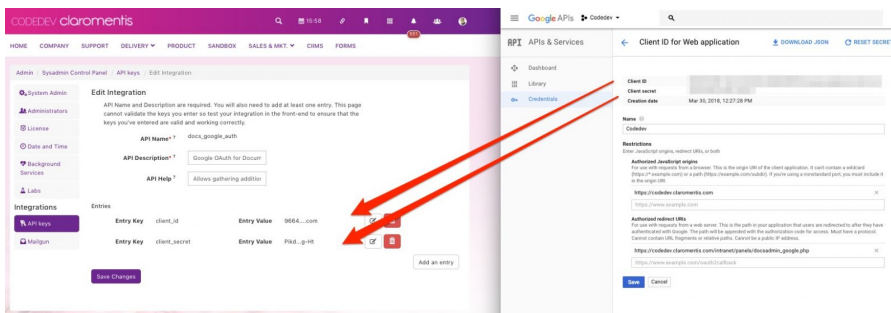 CODEDEV claromentis
15:58
HOME COMPANY SUPPORT DELIVERY PRODUCT SANDBOX SALES & MKT. CIMS FORMS
Admin / Sysadmin Control Panel / API keys / Edit Integration
System Admin
Administrators
License
Date and Time
Background Services
Labs
Integrations
API keys
Mailgun
Edit Integration
API Name and Description are required. You will also need to add at least one entry. This page
cannot validate the keys you enter so test your integration in the front-end to ensure that the
keys you've entered are valid and working correctly.
API Name* ? docs_google_auth
API Description* ? Google OAuth for Docum
API Help ? Allows gathering addition
Entries
Entry Key client_id Entry Value 9664....com
Entry Key client_secret Entry Value Pikd...g-Ht
Add an entry
Save Changes
Google APIs Codedev
API APIs & Services
Dashboard
Library
Credentials
Client ID for Web application DOWNLOAD JSON RESET SECRE
Client ID
Client secret
Creation date Mar 30, 2018, 12:27:28 PM
Name
Codedev
Restrictions
Enter JavaScript origins, redirect URIs, or both
Authorized JavaScript origins
For use with requests from a browser. This is the origin URI of the client application. It can't contain a wildcard
(https://*.example.com) or a path (https://example.com/subdir). If you're using a nonstandard port, you must include it
in the origin URI.
https://codedev.claromentis.com
https://www.example.com
Authorized redirect URIs
For use with requests from a web server. This is the path in your application that users are redirected to after they have
authenticated with Google. The path will be appended with the authorization code for access. Must have a protocol.
Cannot contain URL fragments or relative paths. Cannot be a public IP address.
https://codedev.claromentis.com/intranet/panels/docsadmin_google.php
https://www.example.com/oauth2callback
Save Cancel